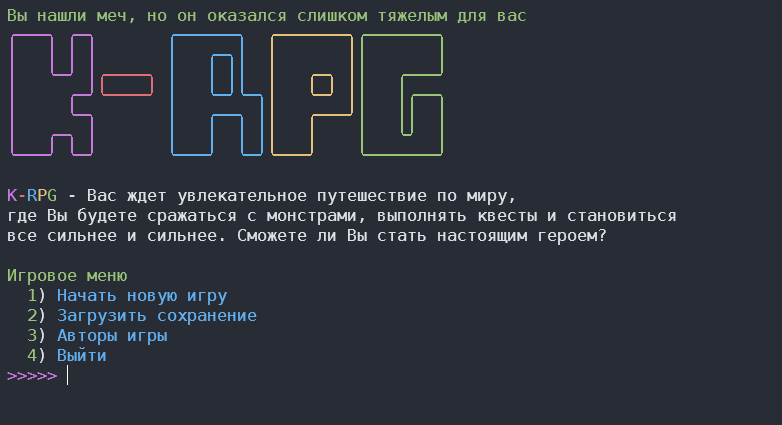 Вы нашли меч, но он оказался слишком тяжелым для вас
K-RPG
K-RPG - Вас ждет увлекательное путешествие по миру,
где Вы будете сражаться с монстрами, выполнять квесты и становиться
все сильнее и сильнее. Сможете ли Вы стать настоящим героем?
Игровое меню
1) Начать новую игру
2) Загрузить сохранение
3) Авторы игры
4) Выйти
>>>>>